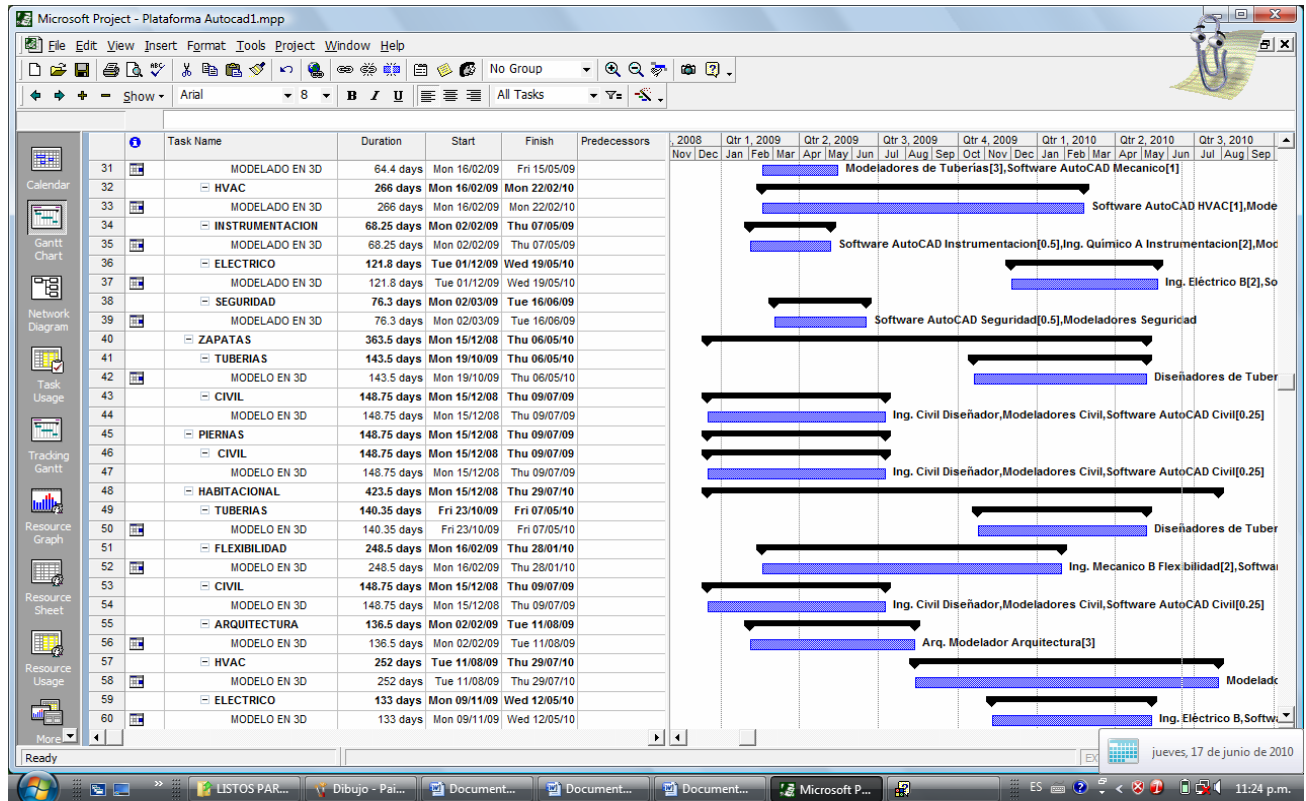 Microsoft Project - Plataforma Autocad1.mpp
File Edit View Insert Format Tools Project Window Help
No Group
Show Arial 8 B I U All Tasks
Task Name Duration Start Finish Predecessors , 2008 Qtr 1, 2009 Qtr 2, 2009 Qtr 3, 2009 Qtr 4, 2009 Qtr 1, 2010 Qtr 2, 2010 Qtr 3, 2010
Nov Dec Jan Feb Mar Apr May Jun Jul Aug Sep Oct Nov Dec Jan Feb Mar Apr May Jun Jul Aug Sep
31 MODELADO EN 3D 64.4 days Mon 16/02/09 Fri 15/05/09 Modeladores de Tuberías[3],Software AutoCAD Mecanico[1]
32 HVAC 266 days Mon 16/02/09 Mon 22/02/10
33 MODELADO EN 3D 266 days Mon 16/02/09 Mon 22/02/10 Software AutoCAD HVAC[1],Mode
34 INSTRUMENTACION 68.25 days Mon 02/02/09 Thu 07/05/09
35 MODELADO EN 3D 68.25 days Mon 02/02/09 Thu 07/05/09 Software AutoCAD Instrumentacion[0.5],Ing. Químico A Instrumentacion[2],Mod
36 ELECTRICO 121.8 days Tue 01/12/09 Wed 19/05/10
37 MODELADO EN 3D 121.8 days Tue 01/12/09 Wed 19/05/10 Ing. Eléctrico B[2],So
38 SEGURIDAD 76.3 days Mon 02/03/09 Tue 16/06/09
39 MODELADO EN 3D 76.3 days Mon 02/03/09 Tue 16/06/09 Software AutoCAD Seguridad[0.5],Modeladores Seguridad
40 ZAPATAS 363.5 days Mon 15/12/08 Thu 06/05/10
41 TUBERIAS 143.5 days Mon 19/10/09 Thu 06/05/10
42 MODELO EN 3D 143.5 days Mon 19/10/09 Thu 06/05/10 Diseñadores de Tuber
43 CIVIL 148.75 days Mon 15/12/08 Thu 09/07/09
44 MODELO EN 3D 148.75 days Mon 15/12/08 Thu 09/07/09 Ing. Civil Diseñador,Modeladores Civil,Software AutoCAD Civil[0.25]
45 PIERNAS 148.75 days Mon 15/12/08 Thu 09/07/09
46 CIVIL 148.75 days Mon 15/12/08 Thu 09/07/09
47 MODELO EN 3D 148.75 days Mon 15/12/08 Thu 09/07/09 Ing. Civil Diseñador,Modeladores Civil,Software AutoCAD Civil[0.25]
48 HABITACIONAL 423.5 days Mon 15/12/08 Thu 29/07/10
49 TUBERIAS 140.35 days Fri 23/10/09 Fri 07/05/10
50 MODELO EN 3D 140.35 days Fri 23/10/09 Fri 07/05/10 Diseñadores de Tuber
51 FLEXIBILIDAD 248.5 days Mon 16/02/09 Thu 28/01/10
52 MODELO EN 3D 248.5 days Mon 16/02/09 Thu 28/01/10 Ing. Mecanico B Flexibilidad[2],Softwar
53 CIVIL 148.75 days Mon 15/12/08 Thu 09/07/09
54 MODELO EN 3D 148.75 days Mon 15/12/08 Thu 09/07/09 Ing. Civil Diseñador,Modeladores Civil,Software AutoCAD Civil[0.25]
55 ARQUITECTURA 136.5 days Mon 02/02/09 Tue 11/08/09
56 MODELO EN 3D 136.5 days Mon 02/02/09 Tue 11/08/09 Arq. Modelador Arquitectura[3]
57 HVAC 252 days Tue 11/08/09 Thu 29/07/10
58 MODELO EN 3D 252 days Tue 11/08/09 Thu 29/07/10 Modelado
59 ELECTRICO 133 days Mon 09/11/09 Wed 12/05/10
60 MODELO EN 3D 133 days Mon 09/11/09 Wed 12/05/10 Ing. Eléctrico B,Softwa
Calendar
Gantt
Chart
Network
Diagram
Task
Usage
Tracking
Gantt
Resource
Graph
Resource
Sheet
Resource
Usage
More
Ready EX
jueves, 17 de junio de 2010
LISTOS PAR... Dibujo - Pai... Document... Document... Document... Microsoft P... ES 11:24 p.m.